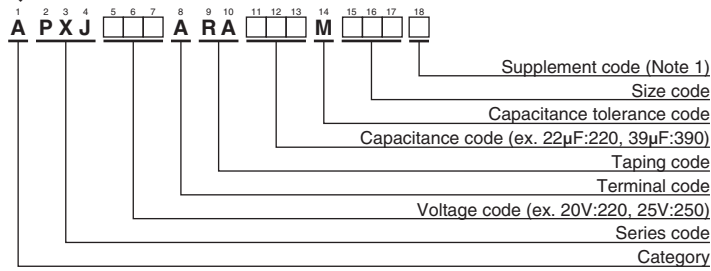 1 2 3 4 5 6 7 8 9 10 11 12 13 14 15 16 17 18
A P X J A R A M
Supplement code (Note 1)
Size code
Capacitance tolerance code
Capacitance code (ex. 22µF:220, 39µF:390)
Taping code
Terminal code
Voltage code (ex. 20V:220, 25V:250)
Series code
Category